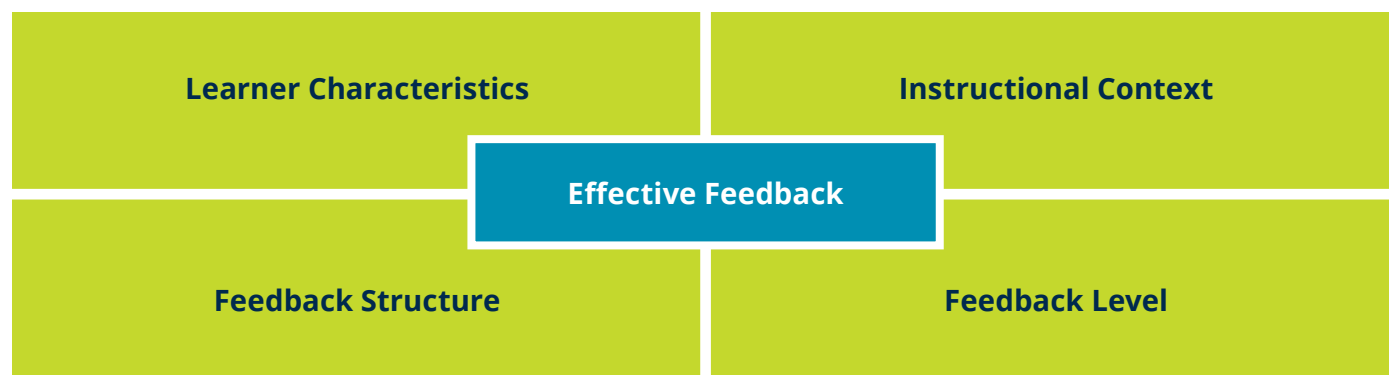 Learner Characteristics
Instructional Context
Effective Feedback
Feedback Structure
Feedback Level